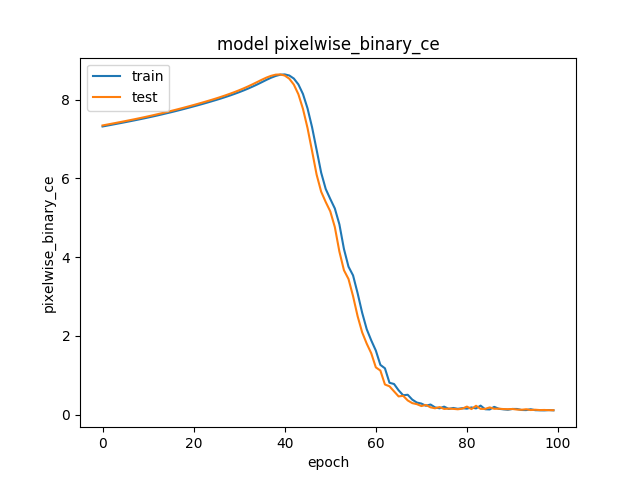 model pixelwise_binary_ce
train
test
pixelwise_binary_ce
8
6
4
2
0
0 20 40 60 80 100
epoch